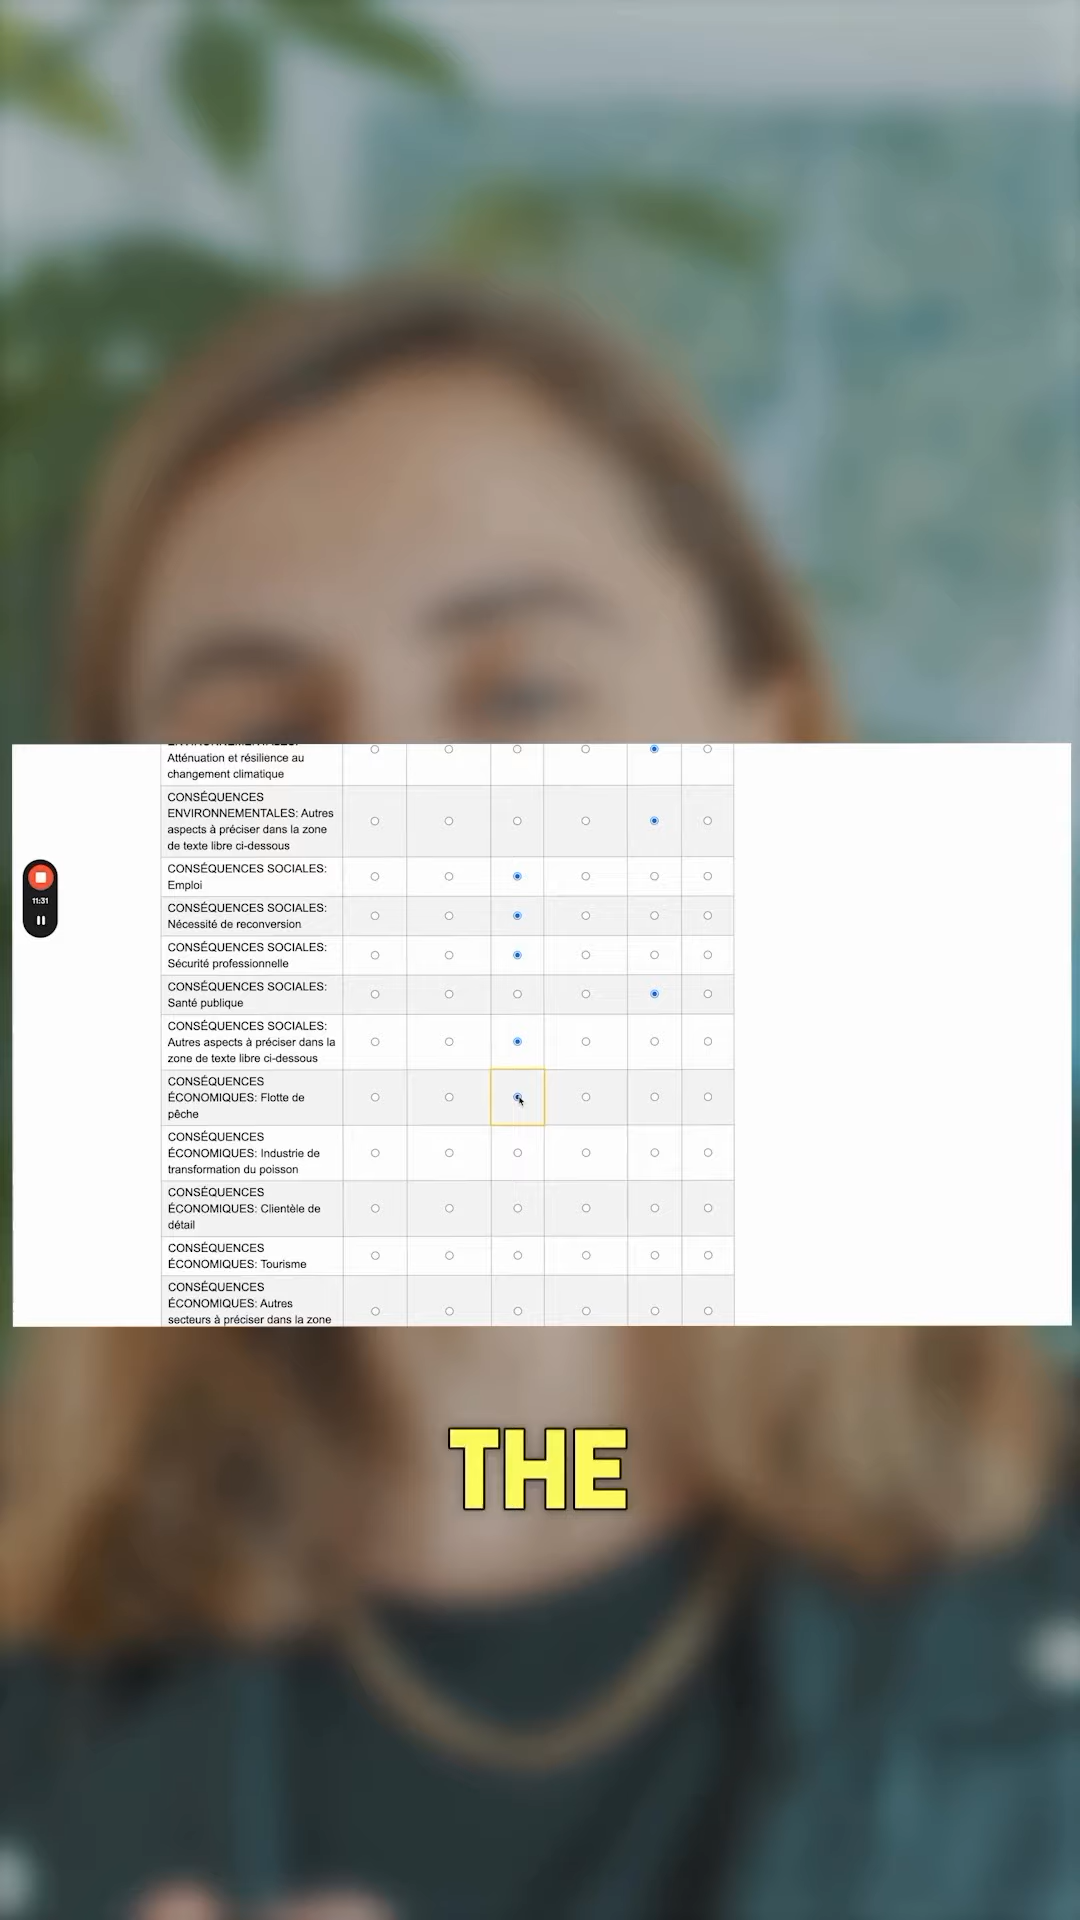 ENVIRONNEMENTALES:
Atténuation et résilience au
changement climatique
CONSÉQUENCES
ENVIRONNEMENTALES: Autres
aspects à préciser dans la zone
de texte libre ci-dessous
CONSÉQUENCES SOCIALES:
Emploi
CONSÉQUENCES SOCIALES:
Nécessité de reconversion
CONSÉQUENCES SOCIALES:
Sécurité professionnelle
CONSÉQUENCES SOCIALES:
Santé publique
CONSÉQUENCES SOCIALES:
Autres aspects à préciser dans la
zone de texte libre ci-dessous
CONSÉQUENCES
ÉCONOMIQUES: Flotte de
pêche
CONSÉQUENCES
ÉCONOMIQUES: Industrie de
transformation du poisson
CONSÉQUENCES
ÉCONOMIQUES: Clientèle de
détail
CONSÉQUENCES
ÉCONOMIQUES: Tourisme
CONSÉQUENCES
ÉCONOMIQUES: Autres
secteurs à préciser dans la zone
11:31
THE